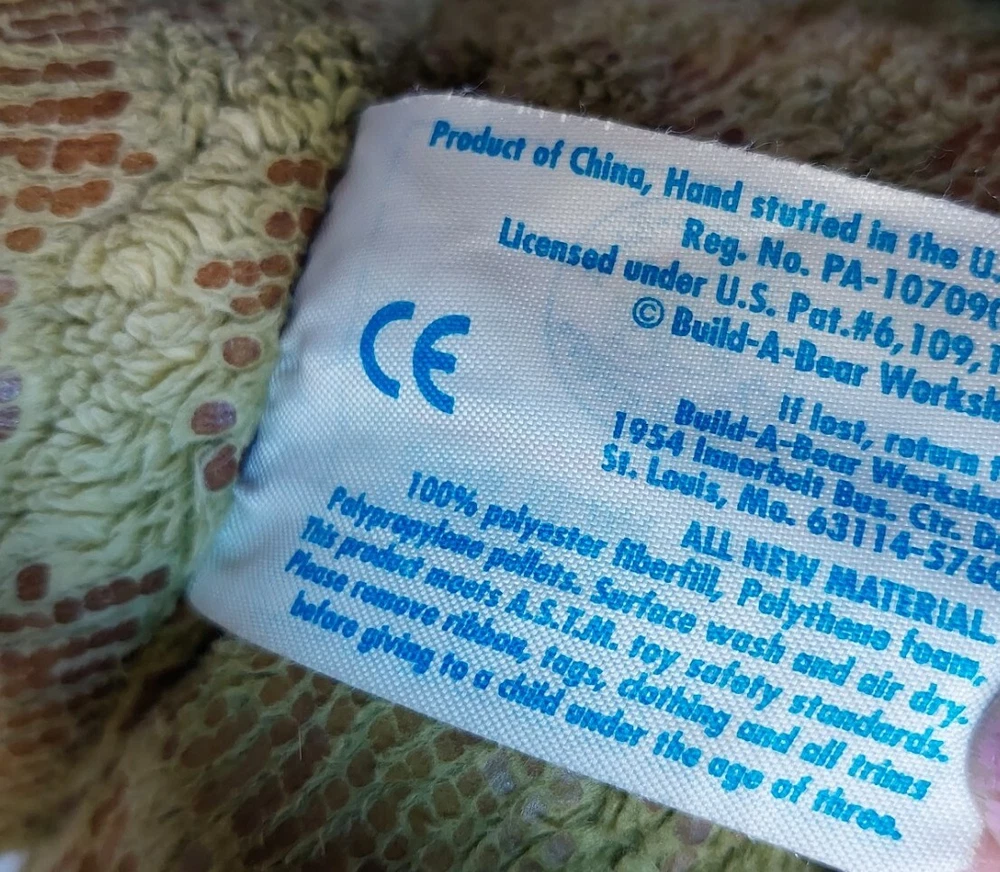 Product of China, Hand stuffed in the U.S
Reg. No. PA-107090
Licensed under U.S. Pat.#6,109,1
© Build-A-Bear Worksh
CE
If lost, return t
Build-A-Bear Worksho
1954 Innerbelt Bus. Ctr. D
St. Louis, Mo. 63114-576
ALL NEW MATERIAL
100% polyester fiberfill, Polythene foam,
Polypropylene pellets. Surface wash and air dry.
This product meets A.S.T.M. toy safety standards.
Please remove ribbon, tags, clothing and all trims
before giving to a child under the age of three.